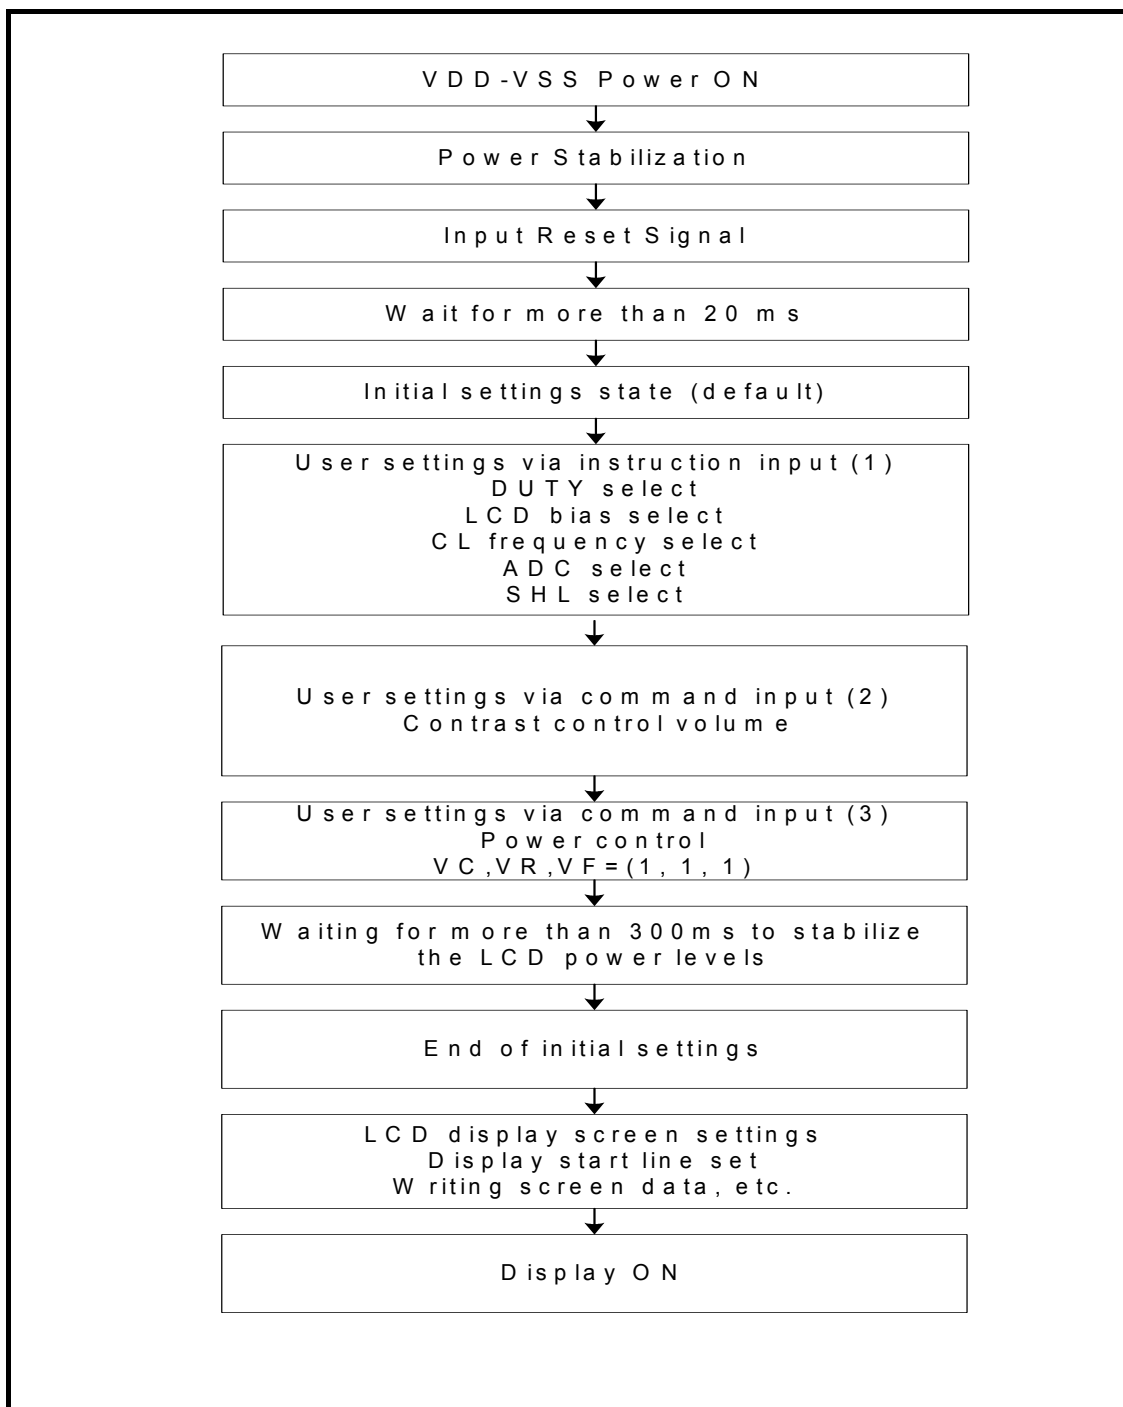 VDD-VSS Power ON
Power Stabilization
Input Reset Signal
Wait for more than 20 ms
Initial settings state (default)
User settings via instruction input (1)
DUTY select
LCD bias select
CL frequency select
ADC select
SHL select
User settings via command input (2)
Contrast control volume
User settings via command input (3)
Power control
VC,VR,VF=(1, 1, 1)
Waiting for more than 300ms to stabilize
the LCD power levels
End of initial settings
LCD display screen settings
Display start line set
Writing screen data, etc.
Display ON